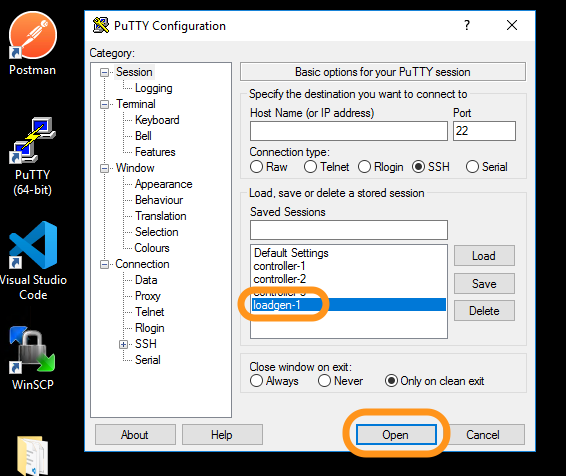 Postman
PuTTY
(64-bit)
Visual Studio
Code
WinSCP
PuTTY Configuration
?
Category:
Session
Logging
Terminal
Keyboard
Bell
Features
Window
Appearance
Behaviour
Translation
Selection
Colours
Connection
Data
Proxy
Telnet
Rlogin
SSH
Serial
Basic options for your PuTTY session
Specify the destination you want to connect to
Host Name (or IP address) Port
22
Connection type:
Raw Telnet Rlogin SSH Serial
Load, save or delete a stored session
Saved Sessions
Default Settings
controller-1
controller-2
controller-3
loadgen-1
Load
Save
Delete
Close window on exit:
Always Never Only on clean exit
About Help Open Cancel